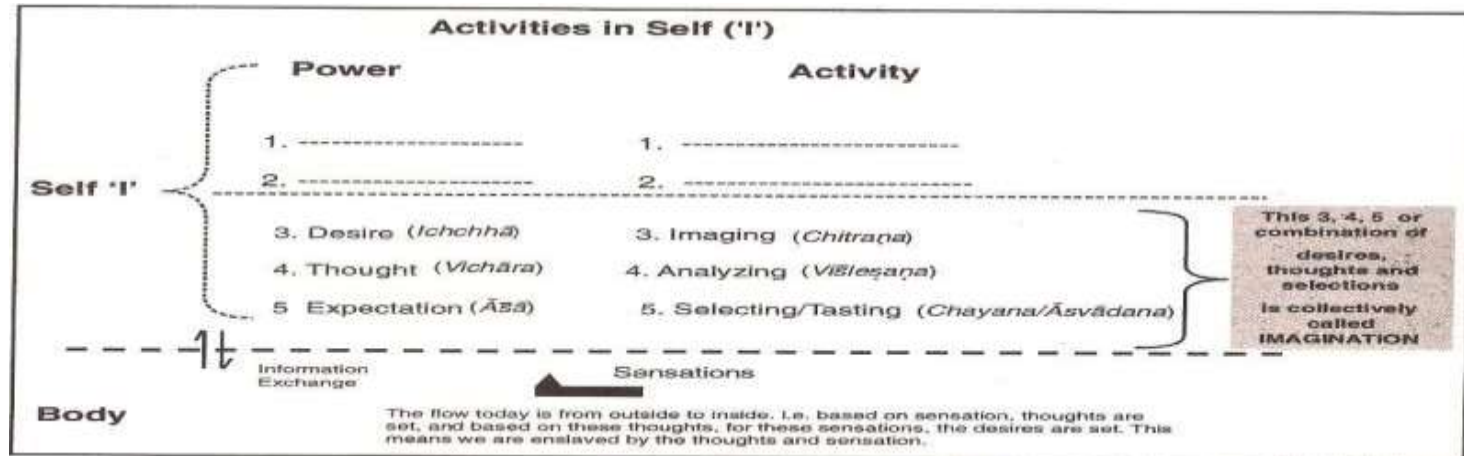 Activities in Self ('I')
Power Activity
1. ------------------------ 1. ------------------------------
2. ------------------------ 2. ------------------------------
Self 'I'
3. Desire (Ichchhā) 3. Imaging (Chitraṇa)
4. Thought (Vichāra) 4. Analyzing (Viśleṣaṇa)
5 Expectation (Āśā) 5. Selecting/Tasting (Chayana/Āsvādana)
This 3, 4, 5 or
combination of
desires,
thoughts and
selections
is collectively
called
IMAGINATION
Information
Exchange
Sensations
Body
The flow today is from outside to inside. i.e. based on sensation, thoughts are
set, and based on these thoughts, for these sensations, the desires are set. This
means we are enslaved by the thoughts and sensation.